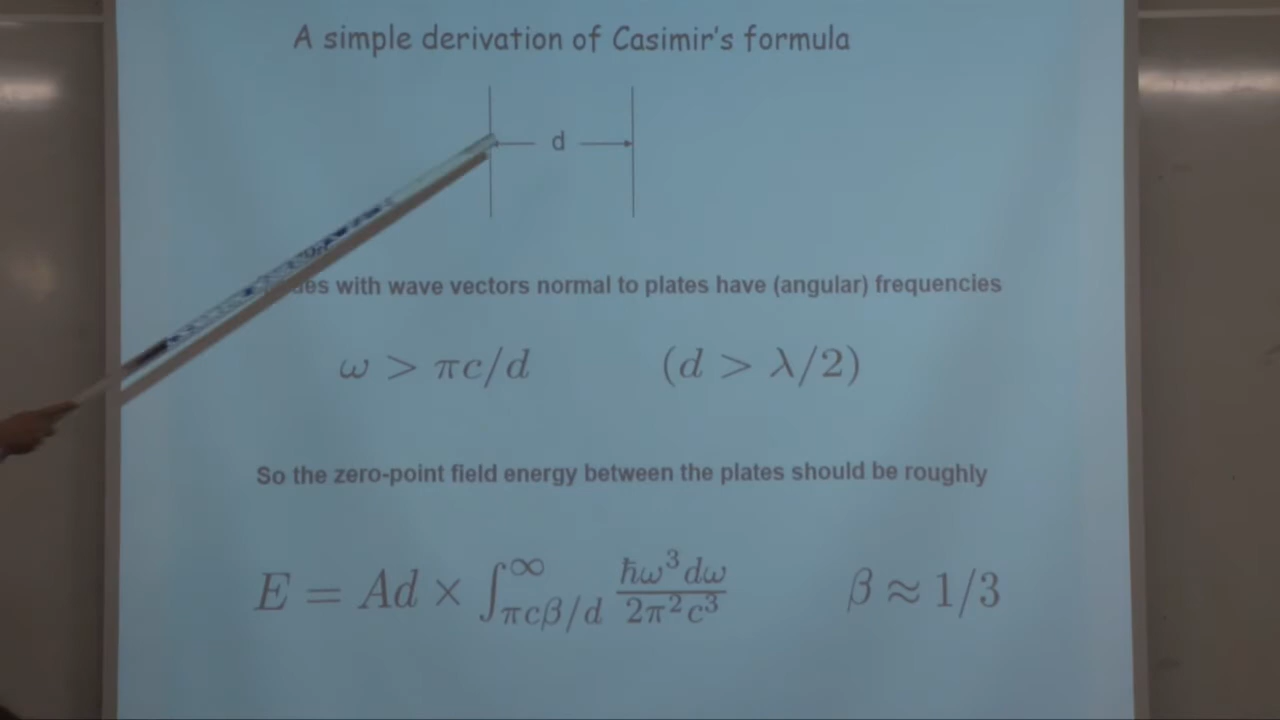 A simple derivation of Casimir's formula
d
with wave vectors normal to plates have (angular) frequencies
ω > πc/d (d > λ/2)
So the zero-point field energy between the plates should be roughly
E = Ad × ∫_{πcβ/d}^{∞} ħω³dω / 2π²c³ β ≈ 1/3